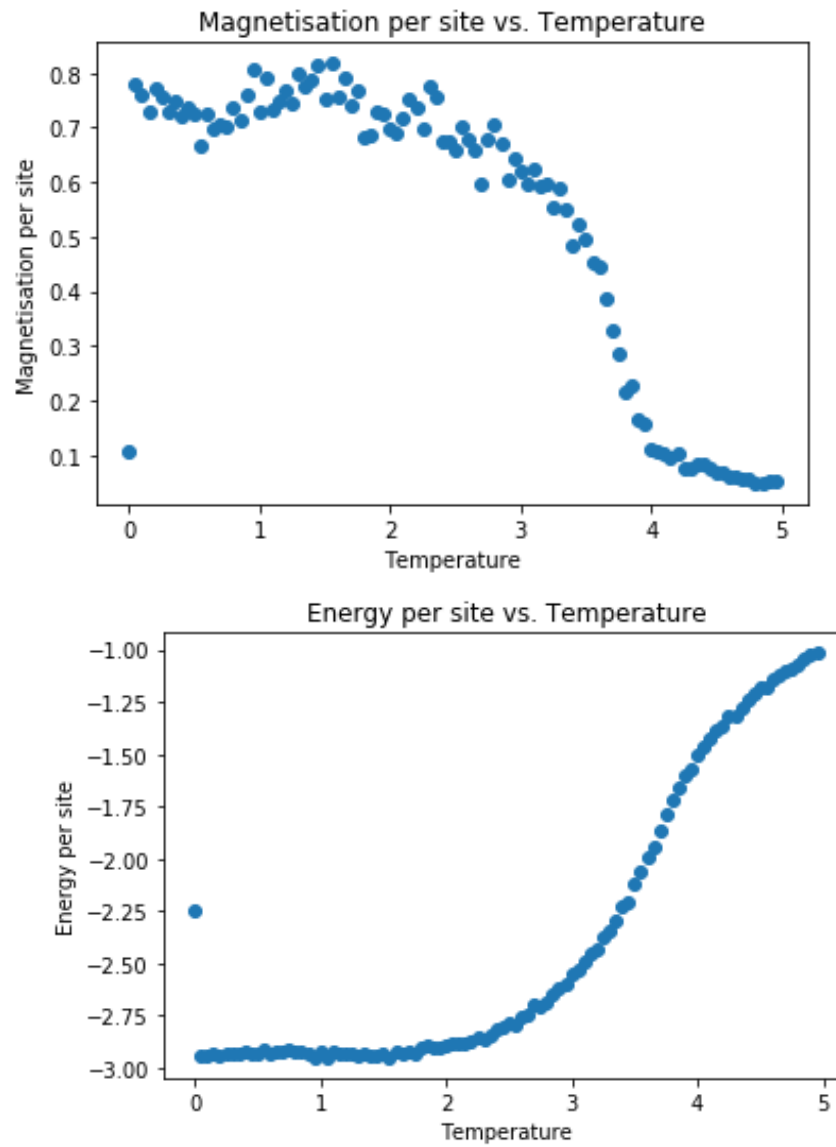 Magnetisation per site vs. Temperature
0.8
0.7
0.6
0.5
0.4
0.3
0.2
0.1
Magnetisation per site
0 1 2 3 4 5
Temperature
Energy per site vs. Temperature
−1.00
−1.25
−1.50
−1.75
−2.00
−2.25
−2.50
−2.75
−3.00
Energy per site
0 1 2 3 4 5
Temperature